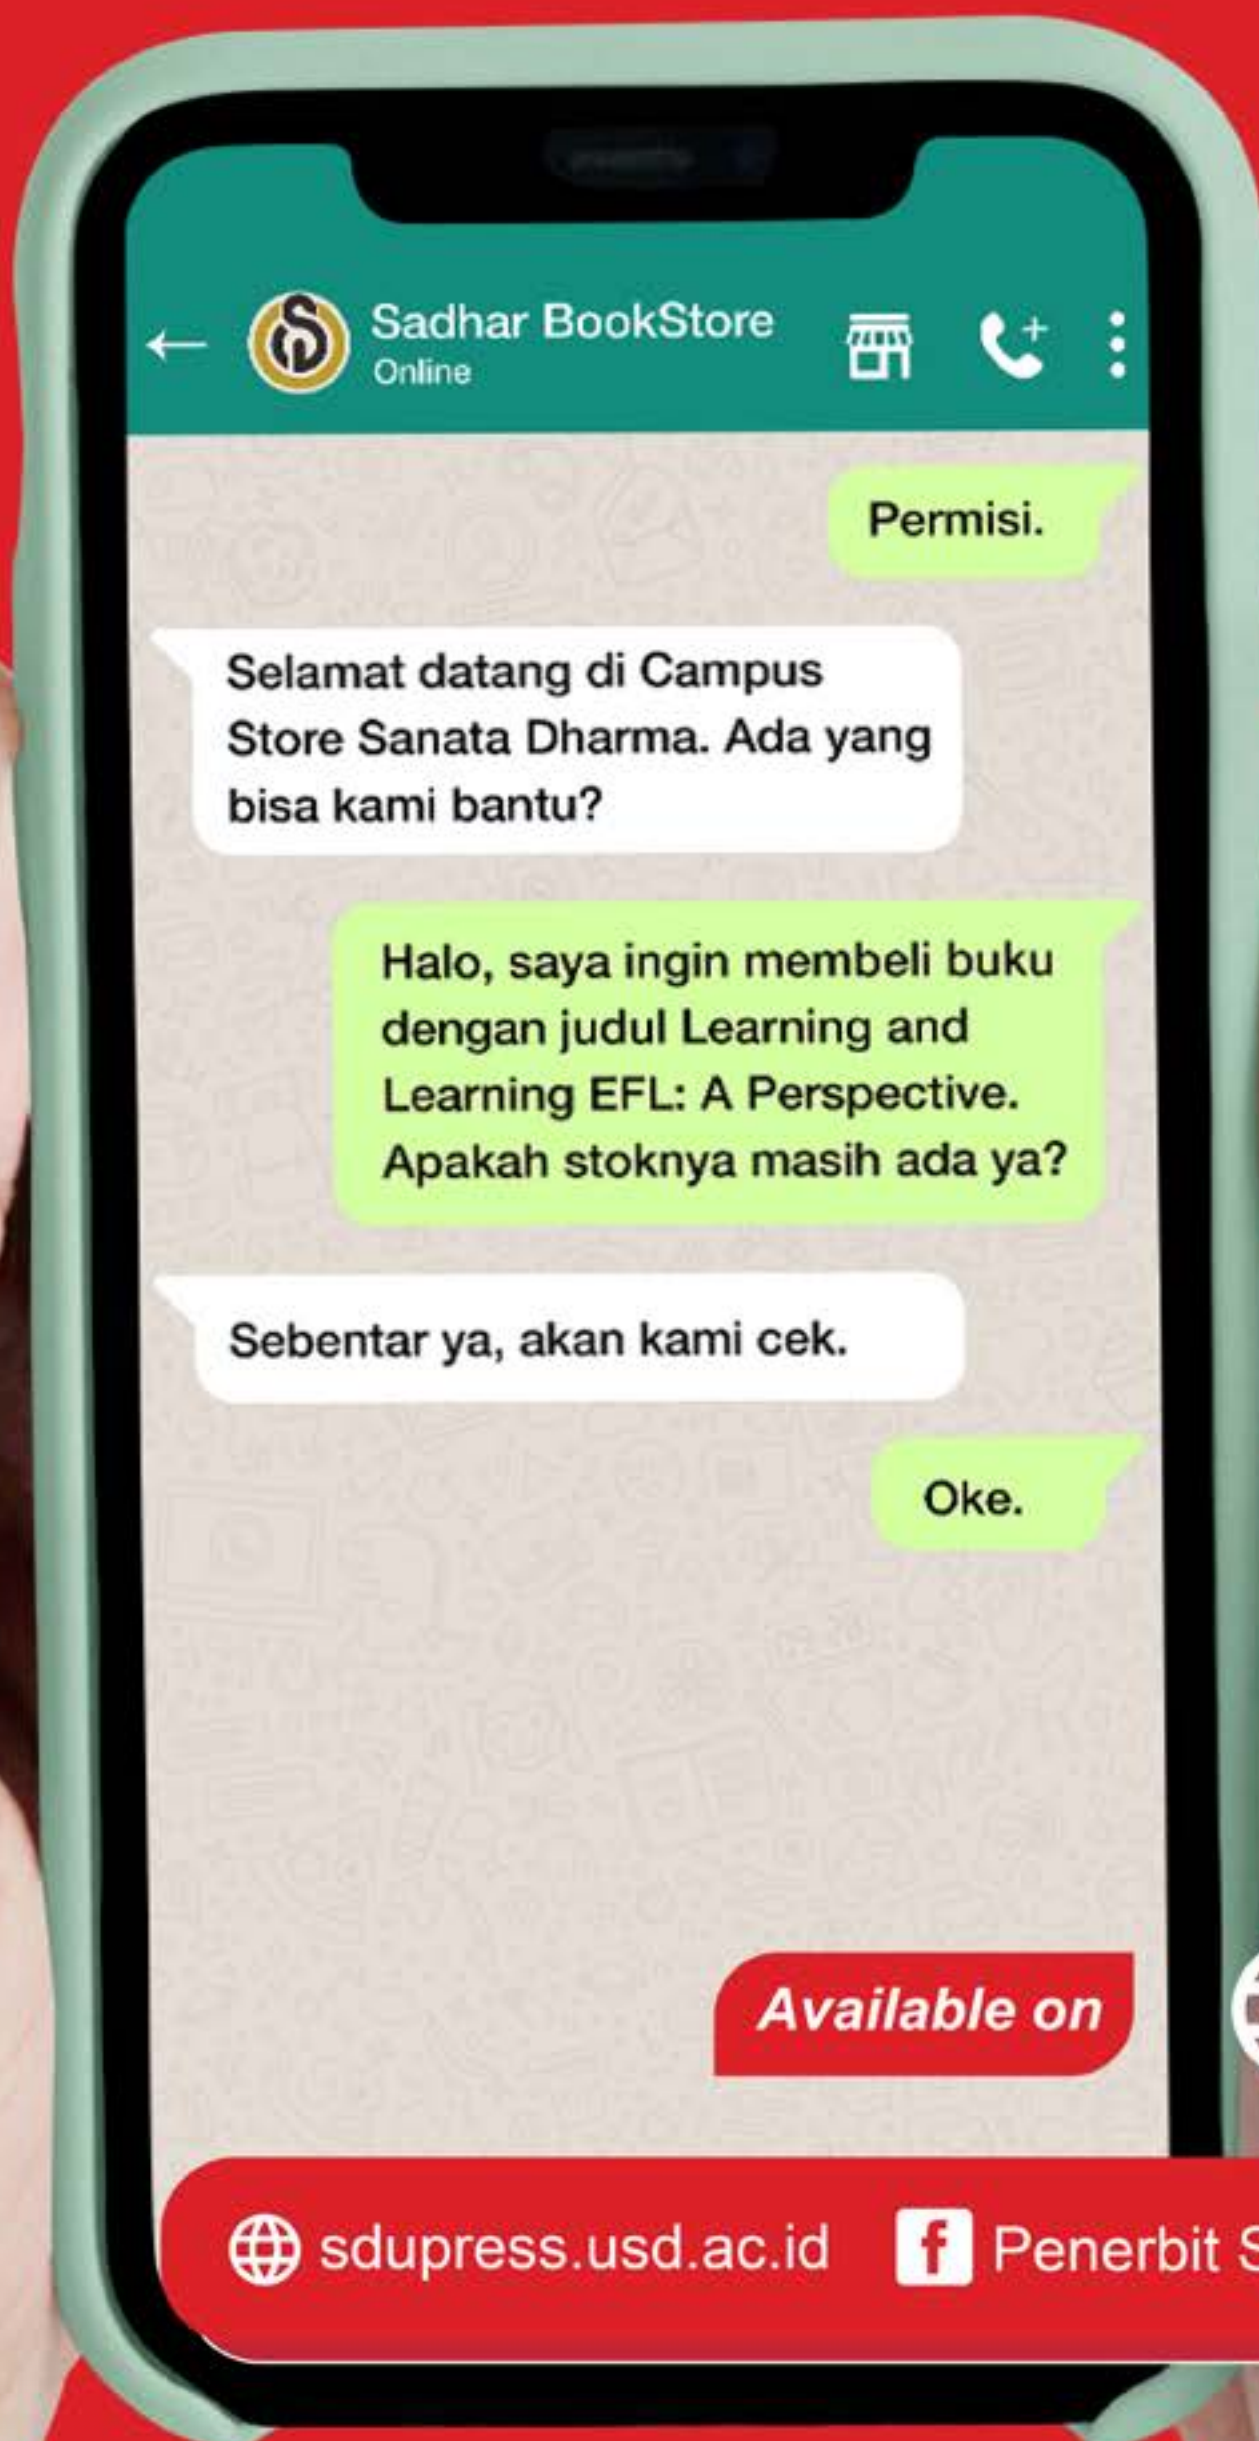 Sadhar BookStore
Online
Permisi.
Selamat datang di Campus
Store Sanata Dharma. Ada yang
bisa kami bantu?
Halo, saya ingin membeli buku
dengan judul Learning and
Learning EFL: A Perspective.
Apakah stoknya masih ada ya?
Sebentar ya, akan kami cek.
Oke.
Available on
sdupress.usd.ac.id
Penerbit S